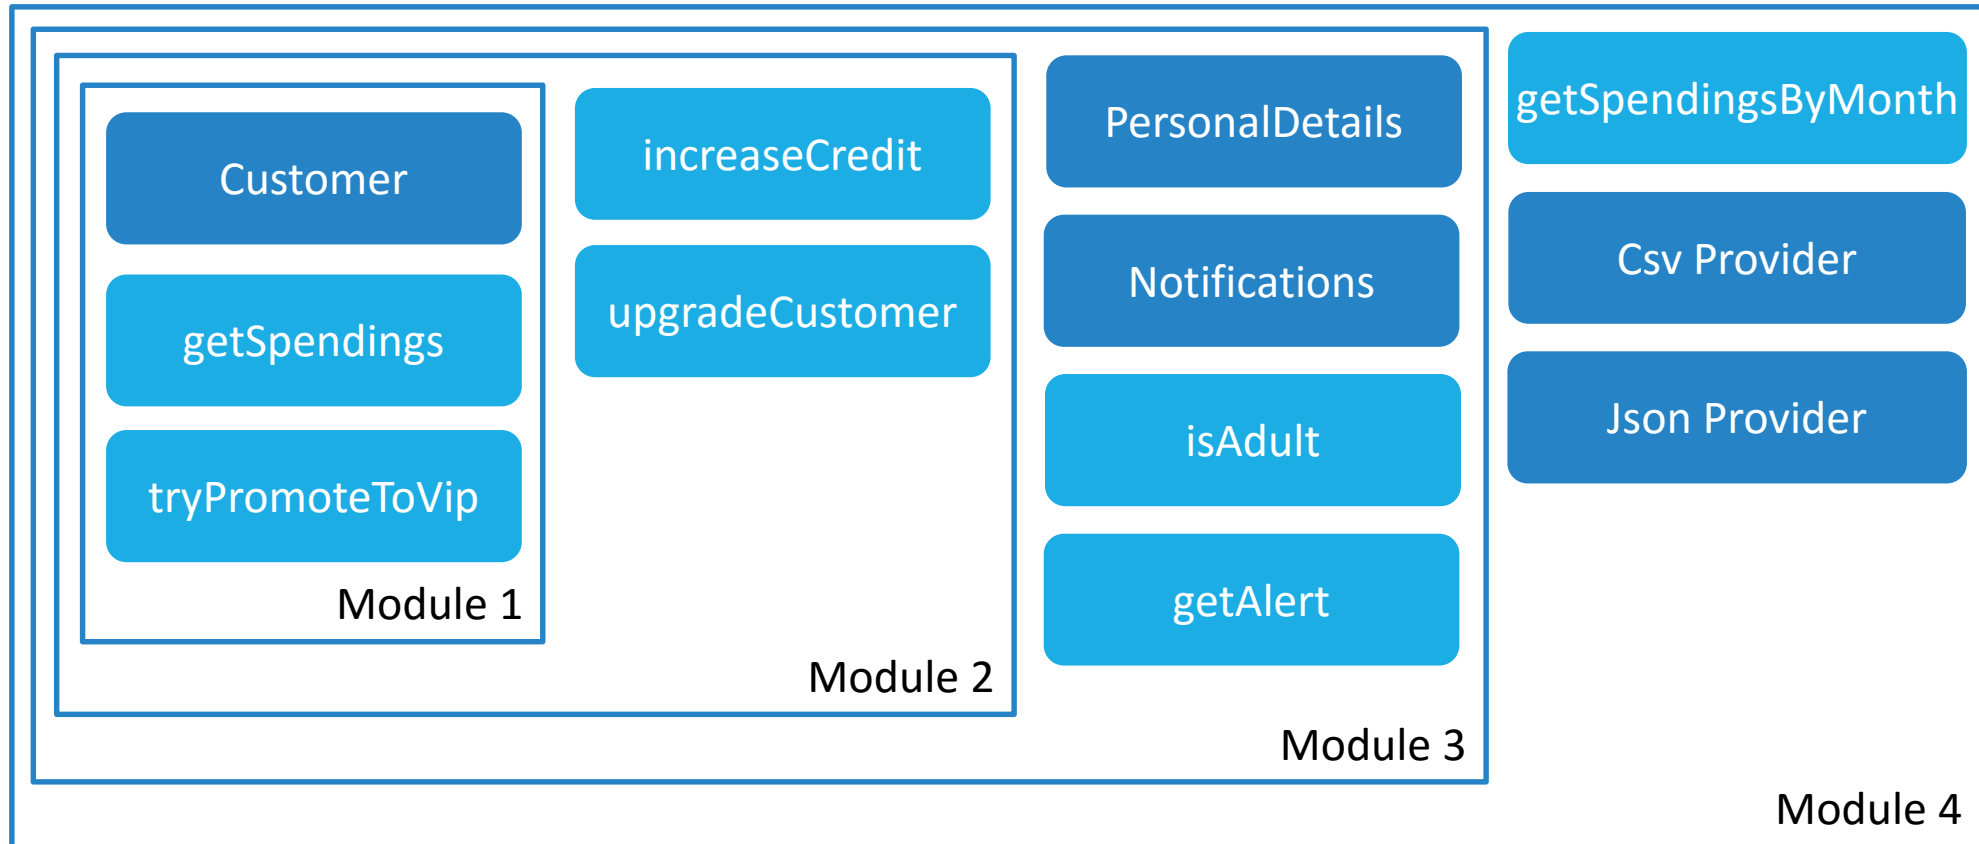 Customer
getSpendings
tryPromoteToVip
Module 1
increaseCredit
upgradeCustomer
Module 2
PersonalDetails
Notifications
isAdult
getAlert
Module 3
getSpendingsByMonth
Csv Provider
Json Provider
Module 4